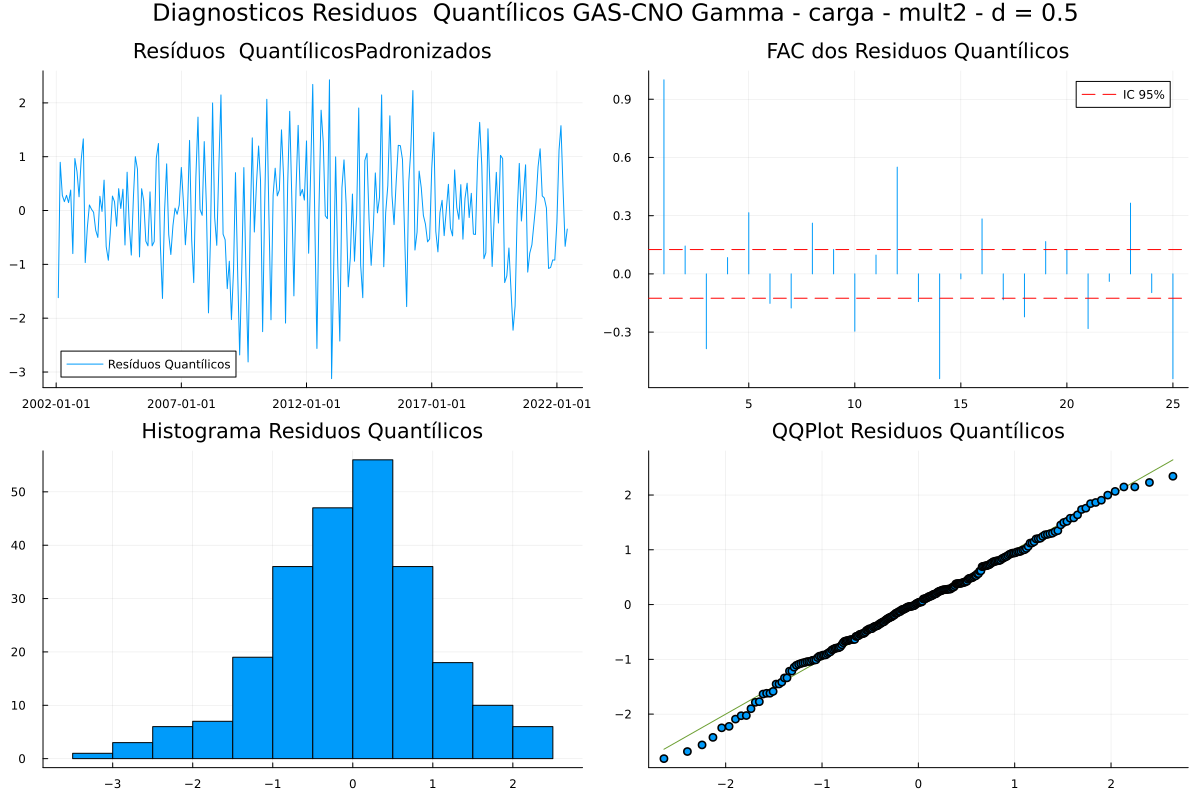 Diagnosticos Residuos  Quantílicos GAS-CNO Gamma - carga - mult2 - d = 0.5
Resíduos  QuantílicosPadronizados
2
1
0
−1
−2
−3
Resíduos Quantílicos
2002-01-01 2007-01-01 2012-01-01 2017-01-01 2022-01-01
FAC dos Residuos Quantílicos
0.9
0.6
0.3
0.0
−0.3
IC 95%
5 10 15 20 25
Histograma Residuos Quantílicos
50
40
30
20
10
0
−3 −2 −1 0 1 2
QQPlot Residuos Quantílicos
2
1
0
−1
−2
−2 −1 0 1 2